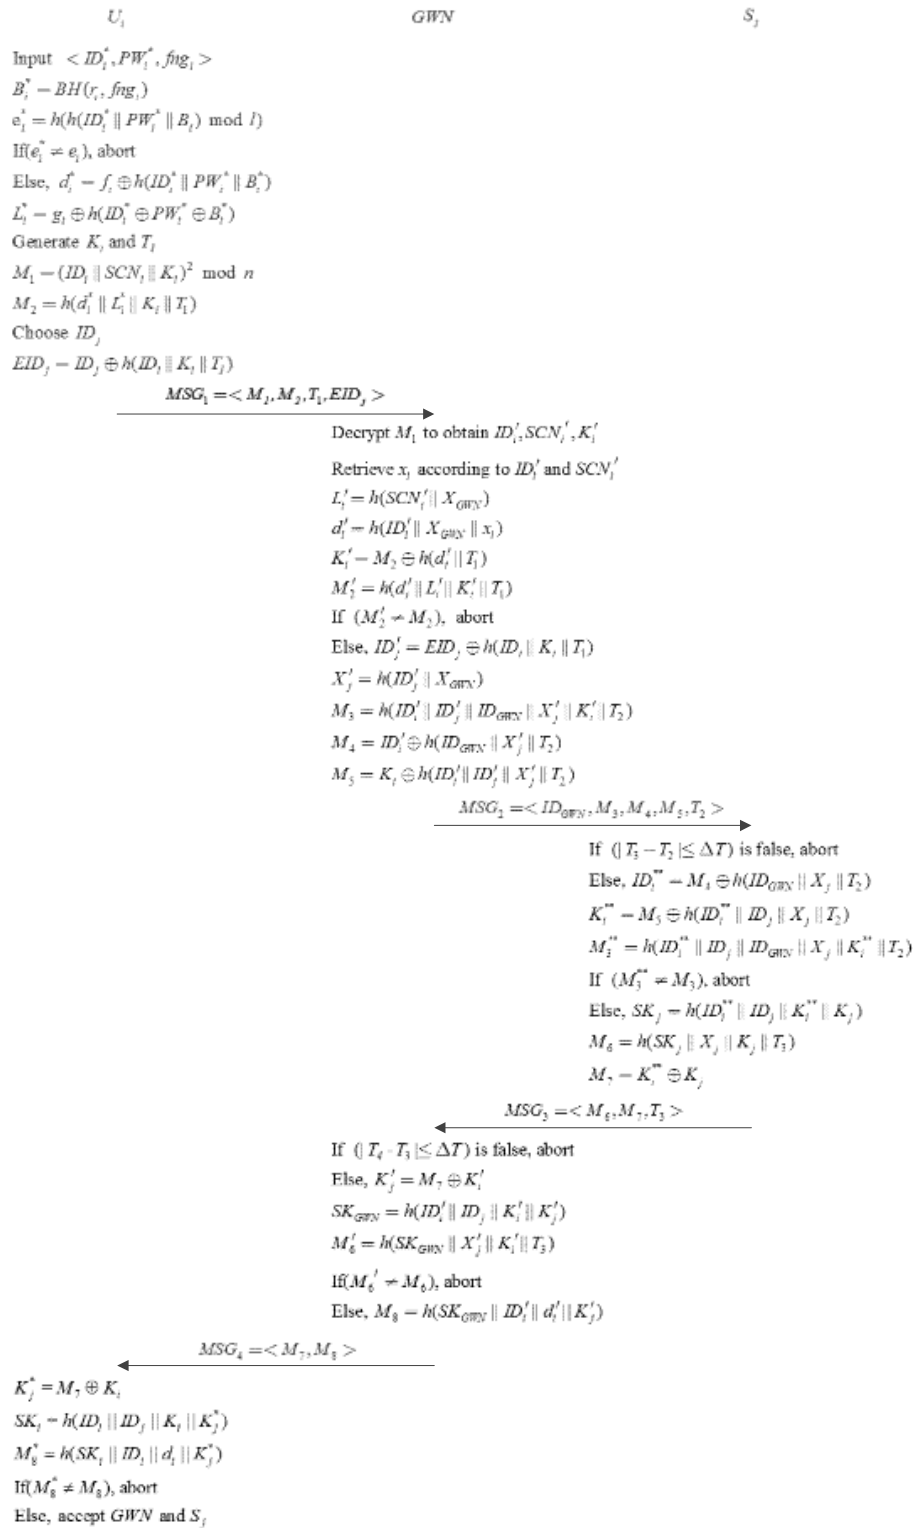 U_i GWN S_j
Input < ID_i^*, PW_i^*, fng_i >
B_i^* = BH(r_i, fng_i)
e_i^* = h(h(ID_i^* || PW_i^* || B_i) mod l)
If(e_i^* ≠ e_i), abort
Else, d_i^* = f_i ⊕ h(ID_i^* || PW_i^* || B_i^*)
L_i^* = g_i ⊕ h(ID_i^* ⊕ PW_i^* ⊕ B_i^*)
Generate K_i and T_1
M_1 = (ID_i || SCN_i || K_i)^2 mod n
M_2 = h(d_i^* || L_i^* || K_i || T_1)
Choose ID_j
EID_j = ID_j ⊕ h(ID_i || K_i || T_1)
MSG_1 =< M_1, M_2, T_1, EID_j >
Decrypt M_1 to obtain ID_i', SCN_i', K_i'
Retrieve x_i according to ID_i' and SCN_i'
L_i' = h(SCN_i' || X_GWN)
d_i' = h(ID_i' || X_GWN || x_i)
K_i' = M_2 ⊕ h(d_i' || T_1)
M_2' = h(d_i' || L_i' || K_i' || T_1)
If (M_2' ≠ M_2), abort
Else, ID_j' = EID_j ⊕ h(ID_i || K_i || T_1)
X_j' = h(ID_j' || X_GWN)
M_3 = h(ID_i' || ID_j' || ID_GWN || X_j' || K_i' || T_2)
M_4 = ID_i' ⊕ h(ID_GWN || X_j' || T_2)
M_5 = K_i ⊕ h(ID_i' || ID_j' || X_j' || T_2)
MSG_2 =< ID_GWN, M_3, M_4, M_5, T_2 >
If (| T_3 − T_2 |≤ ΔT) is false, abort
Else, ID_i^** = M_4 ⊕ h(ID_GWN || X_j || T_2)
K_i^** = M_5 ⊕ h(ID_i^** || ID_j || X_j || T_2)
M_3^** = h(ID_i^** || ID_j || ID_GWN || X_j || K_i^** || T_2)
If (M_3^** ≠ M_3), abort
Else, SK_j = h(ID_i^** || ID_j || K_i^** || K_j)
M_6 = h(SK_j || X_j || K_j || T_3)
M_7 = K_i^** ⊕ K_j
MSG_3 =< M_6, M_7, T_3 >
If (| T_4 - T_3 |≤ ΔT) is false, abort
Else, K_j' = M_7 ⊕ K_i'
SK_GWN = h(ID_i' || ID_j || K_i' || K_j')
M_6' = h(SK_GWN || X_j' || K_i' || T_3)
If(M_6' ≠ M_6), abort
Else, M_8 = h(SK_GWN || ID_i' || d_i' || K_j')
MSG_4 =< M_7, M_8 >
K_j^* = M_7 ⊕ K_i
SK_i = h(ID_i || ID_j || K_i || K_j^*)
M_8^* = h(SK_i || ID_i || d_i || K_j^*)
If(M_8^* ≠ M_8), abort
Else, accept GWN and S_j